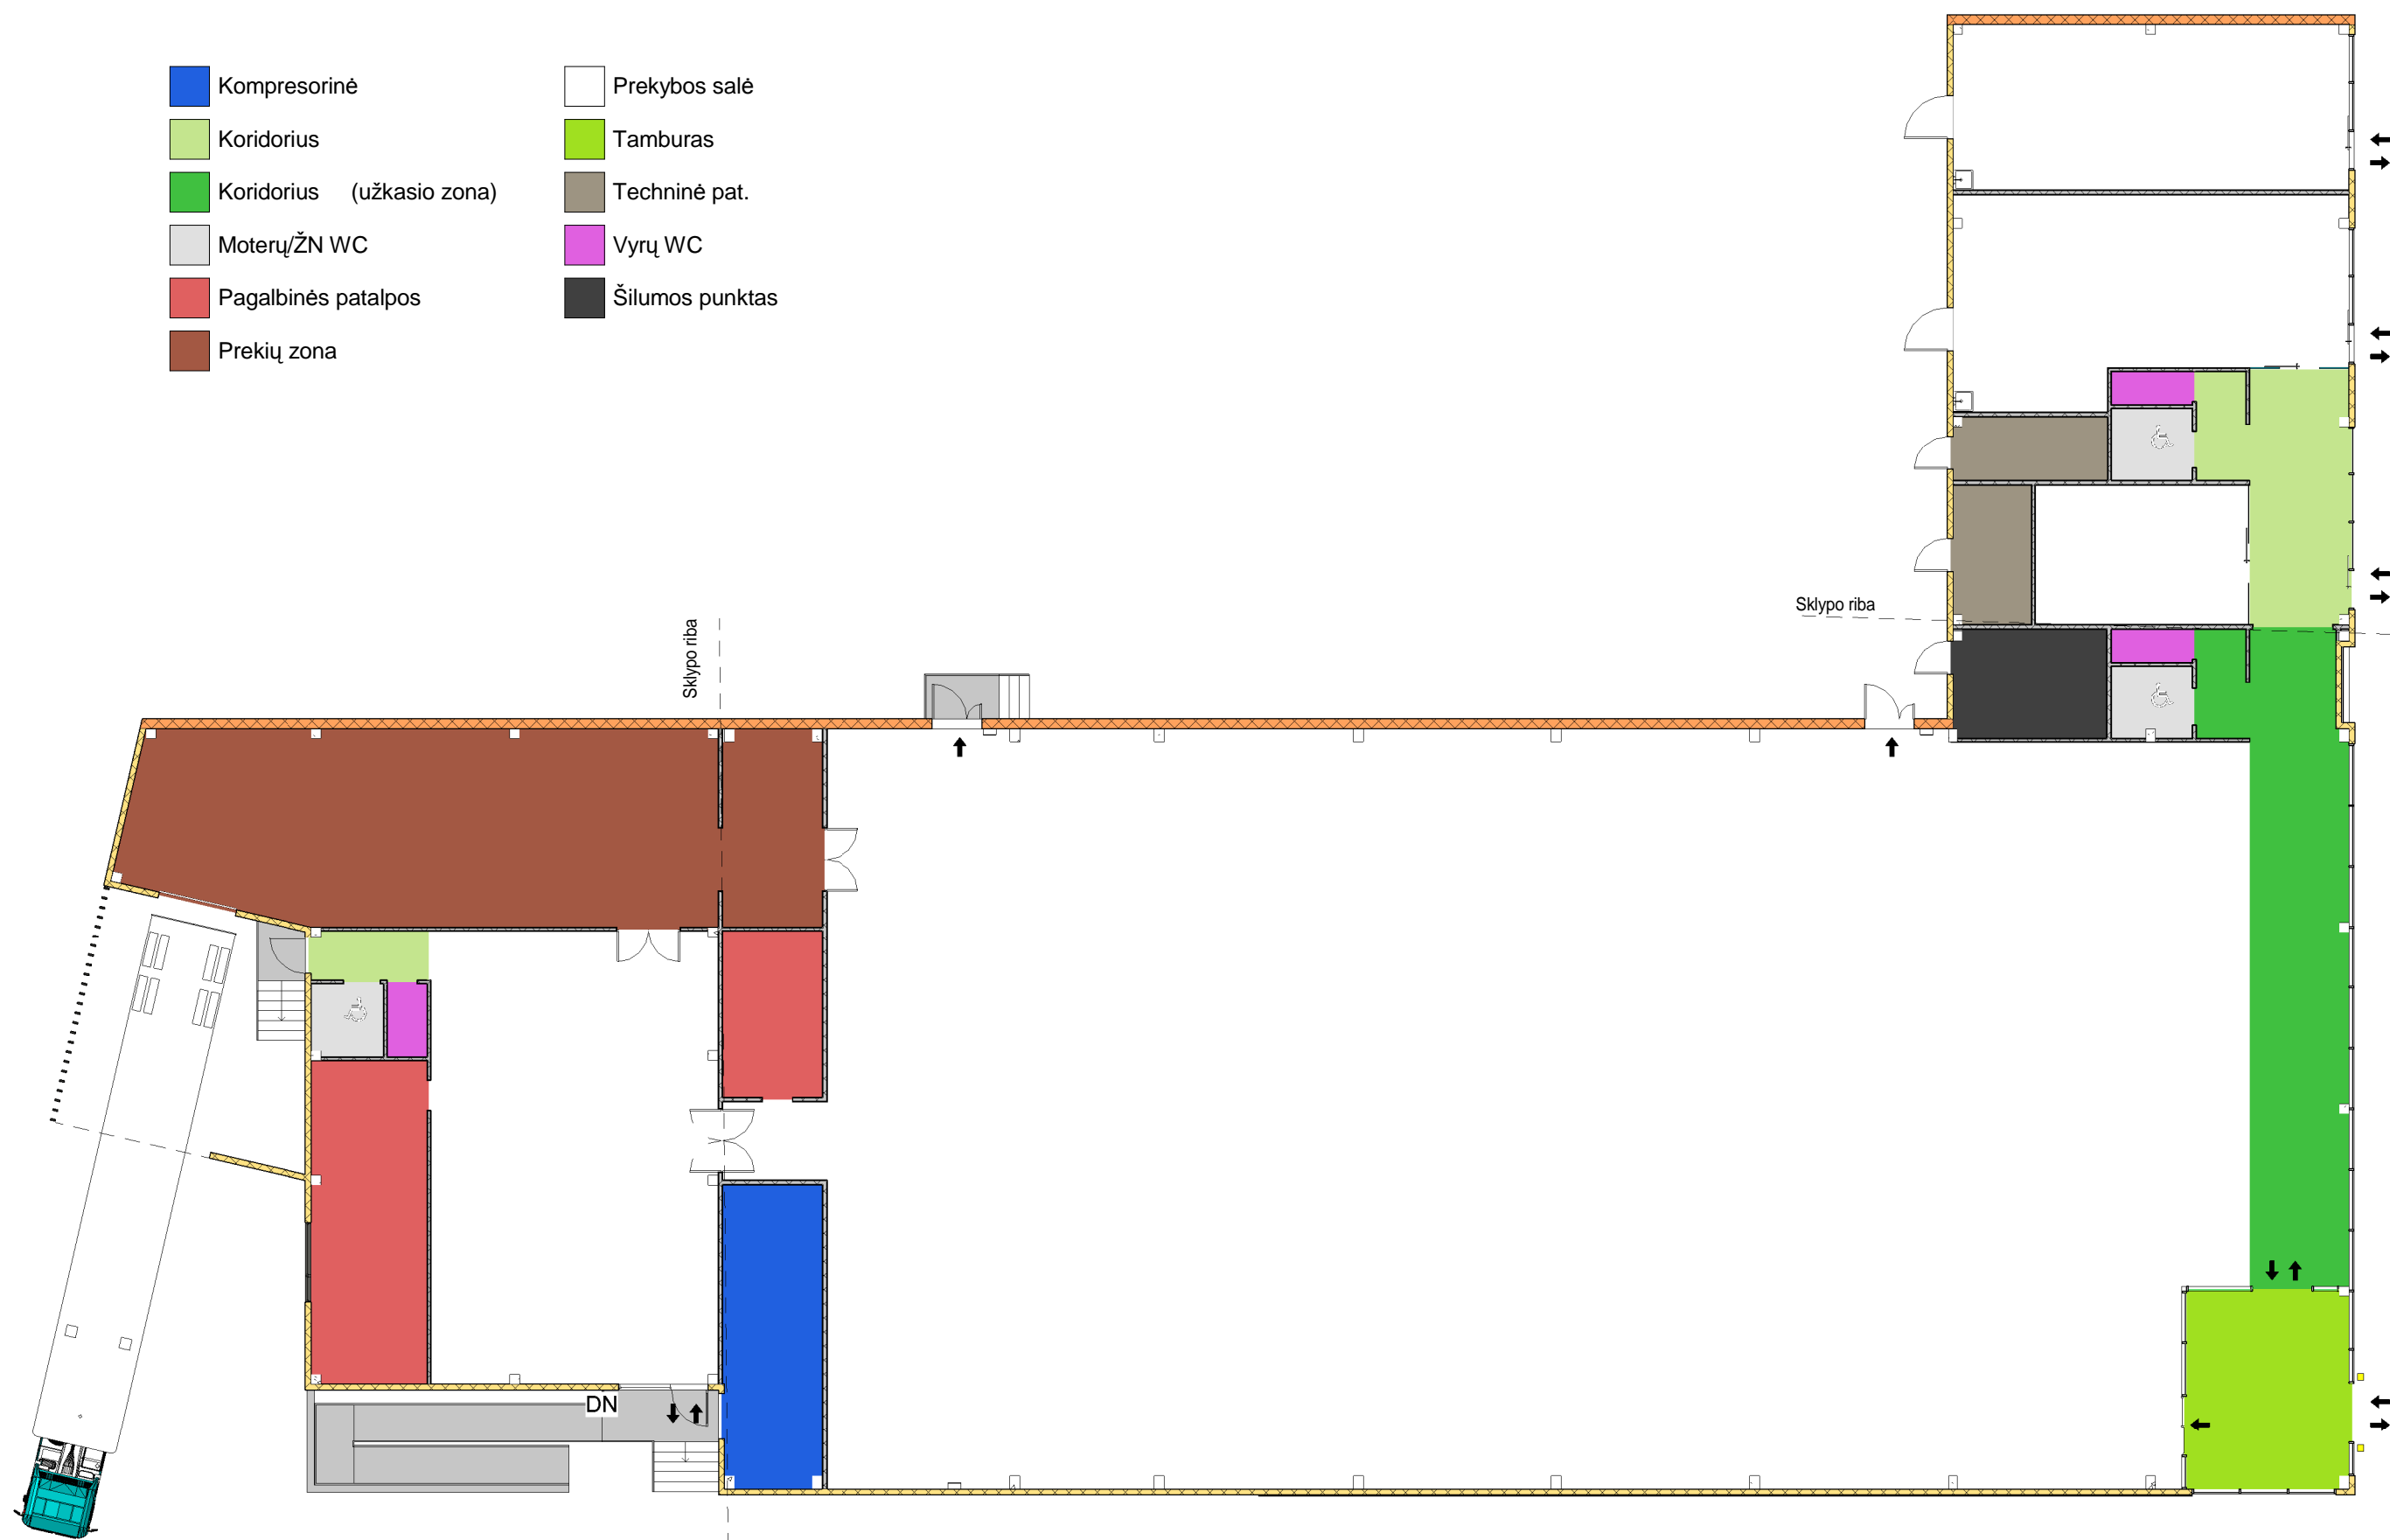 Kompresorinė
Koridorius
Koridorius (užkasio zona)
Moterų/ŽN WC
Pagalbinės patalpos
Prekių zona
Prekybos salė
Tamburas
Techninė pat.
Vyrų WC
Šilumos punktas
Sklypo riba
Sklypo riba
DN